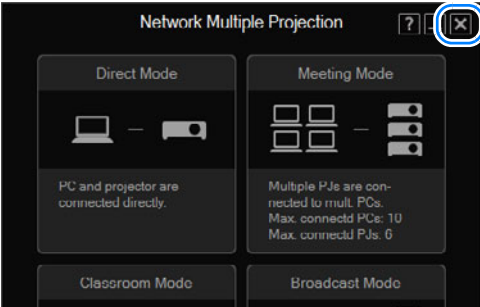 Network Multiple Projection
?
Direct Mode
Meeting Mode
PC and projector are
connected directly.
Multiple PJs are con-
nected to mult. PCs.
Max. connectd PCs: 10
Max. connectd PJs: 6
Classroom Mode
Broadcast Mode